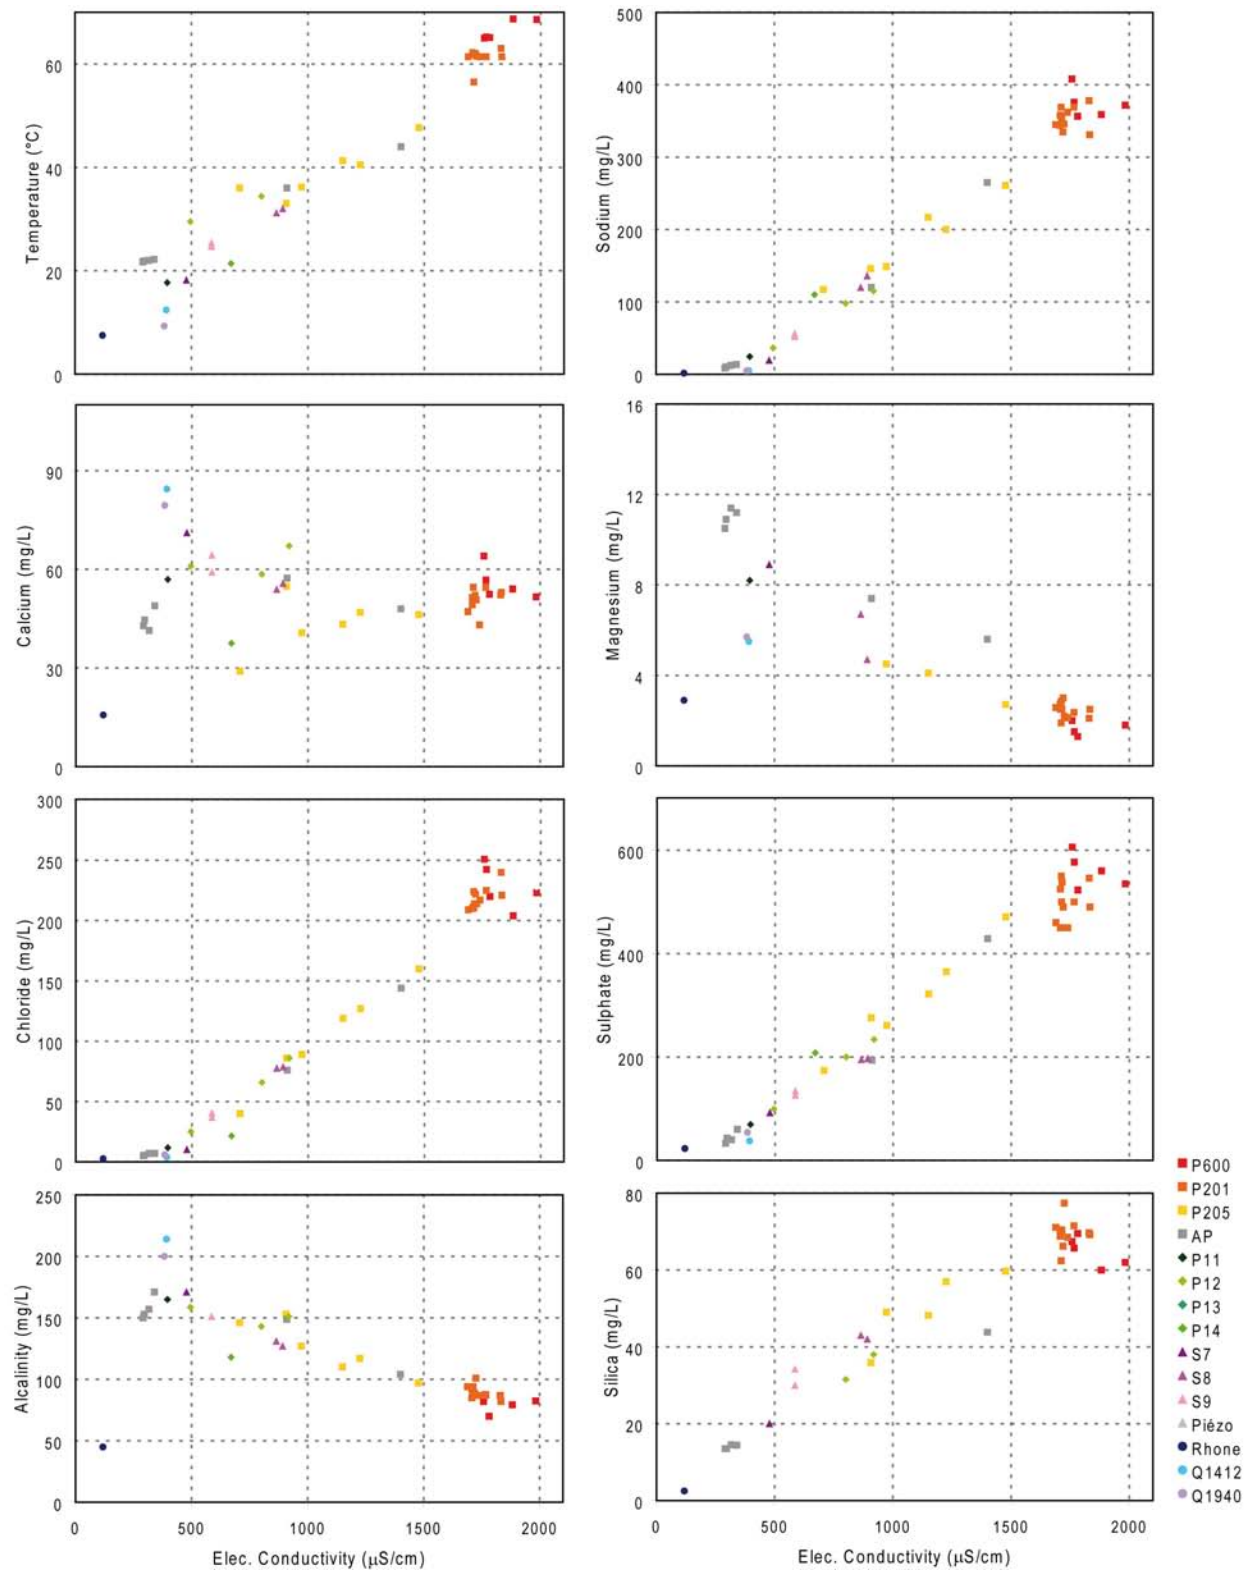 60
40
20
0
Temperature (°C)
500
400
300
200
100
0
Sodium (mg/L)
90
60
30
0
Calcium (mg/L)
16
12
8
4
0
Magnesium (mg/L)
300
250
200
150
100
50
0
Chloride (mg/L)
600
400
200
0
Sulphate (mg/L)
250
200
150
100
50
0
Alcalinity (mg/L)
0 500 1000 1500 2000
Elec. Conductivity (μS/cm)
80
60
40
20
0
Silica (mg/L)
0 500 1000 1500 2000
Elec. Conductivity (μS/cm)
P600
P201
P205
AP
P11
P12
P13
P14
S7
S8
S9
Piézo
Rhone
Q1412
Q1940